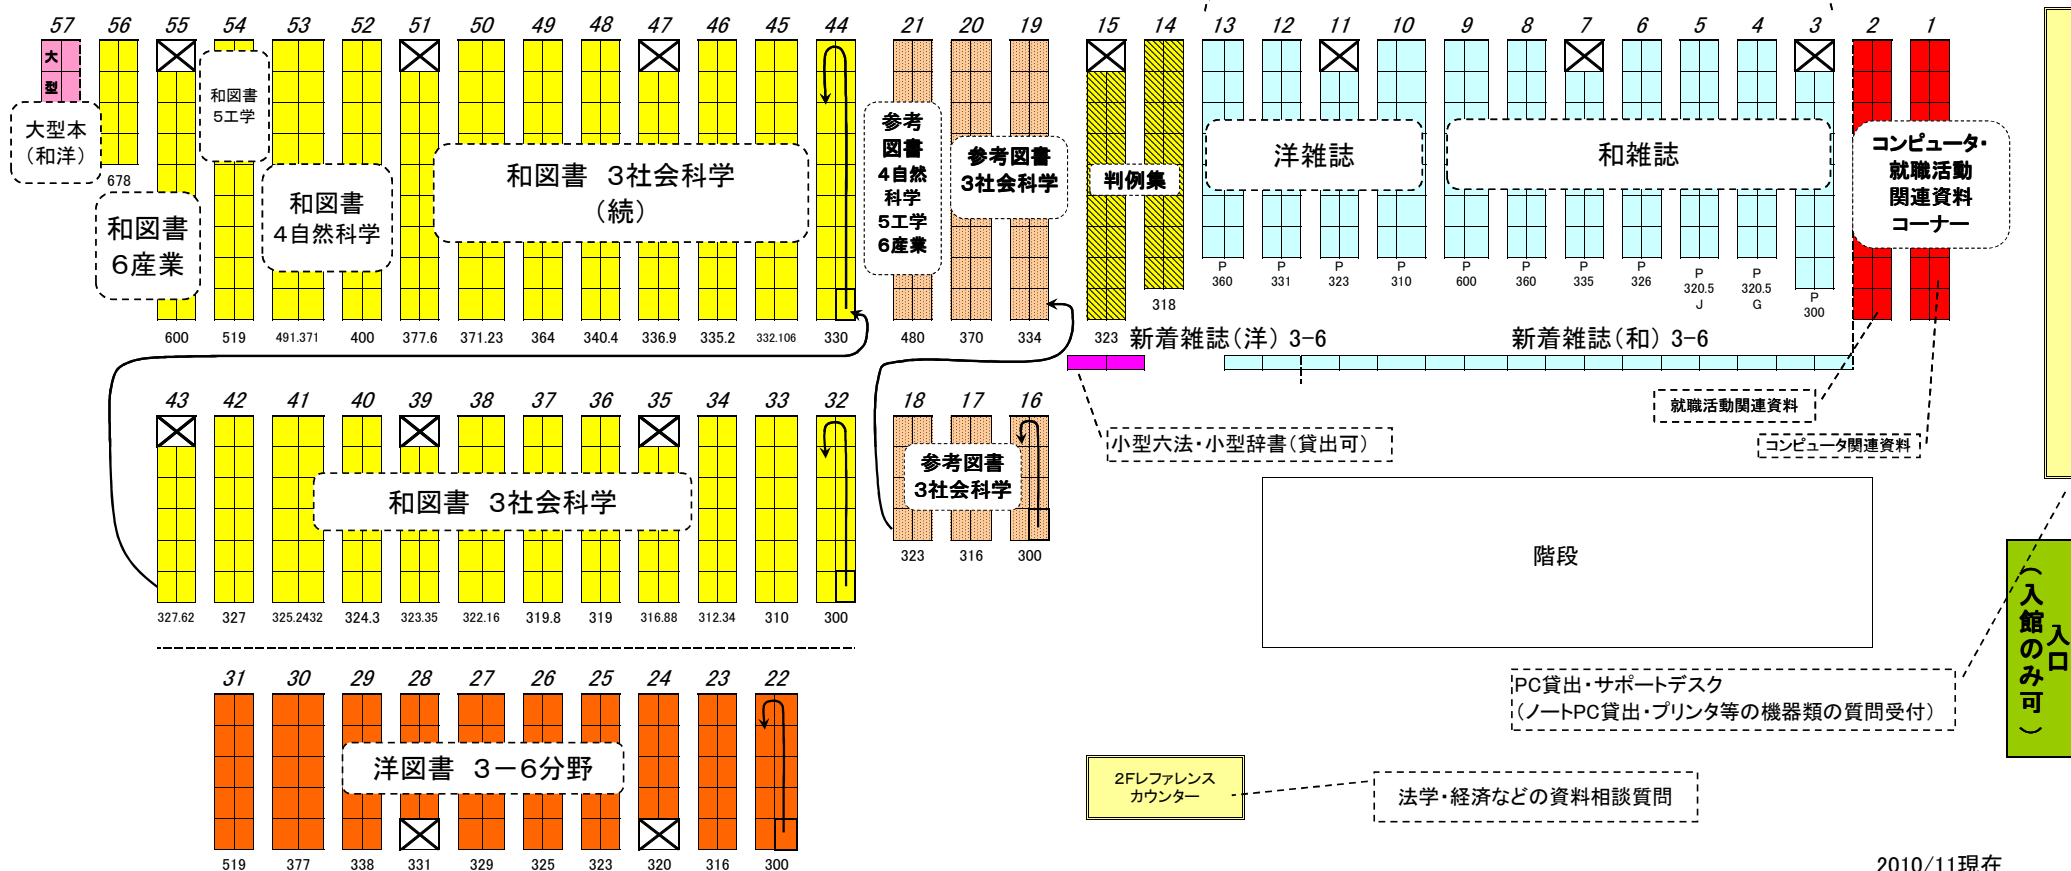 57 56 55 54 53 52 51 50 49 48 47 46 45 44 21 20 19 15 14 13 12 11 10 9 8 7 6 5 4 3 2 1
大
型
大型本
（和洋）
678
和図書
6産業
和図書
5工学
和図書
4自然科学
和図書 3社会科学
（続）
参考
図書
4自然
科学
5工学
6産業
参考図書
3社会科学
判例集
洋雑誌
和雑誌
コンピュータ・
就職活動
関連資料
コーナー
600 519 491.371 400 377.6 371.23 364 340.4 336.9 335.2 332.106 330 480 370 334 323 318
P
360
P
331
P
323
P
310
P
600
P
360
P
335
P
326
P
320.5
J
P
320.5
G
P
300
新着雑誌（洋） 3-6
新着雑誌（和） 3-6
就職活動関連資料
コンピュータ関連資料
小型六法・小型辞書（貸出可）
43 42 41 40 39 38 37 36 35 34 33 32 18 17 16
和図書 3社会科学
参考図書
3社会科学
323 316 300
327.62 327 325.2432 324.3 323.35 322.16 319.8 319 316.88 312.34 310 300
階段
入口
（入館のみ可）
31 30 29 28 27 26 25 24 23 22
洋図書 3－6分野
519 377 338 331 329 325 323 320 316 300
PC貸出・サポートデスク
（ノートPC貸出・プリンタ等の機器類の質問受付）
2Fレファレンス
カウンター
法学・経済などの資料相談質問
2010/11現在